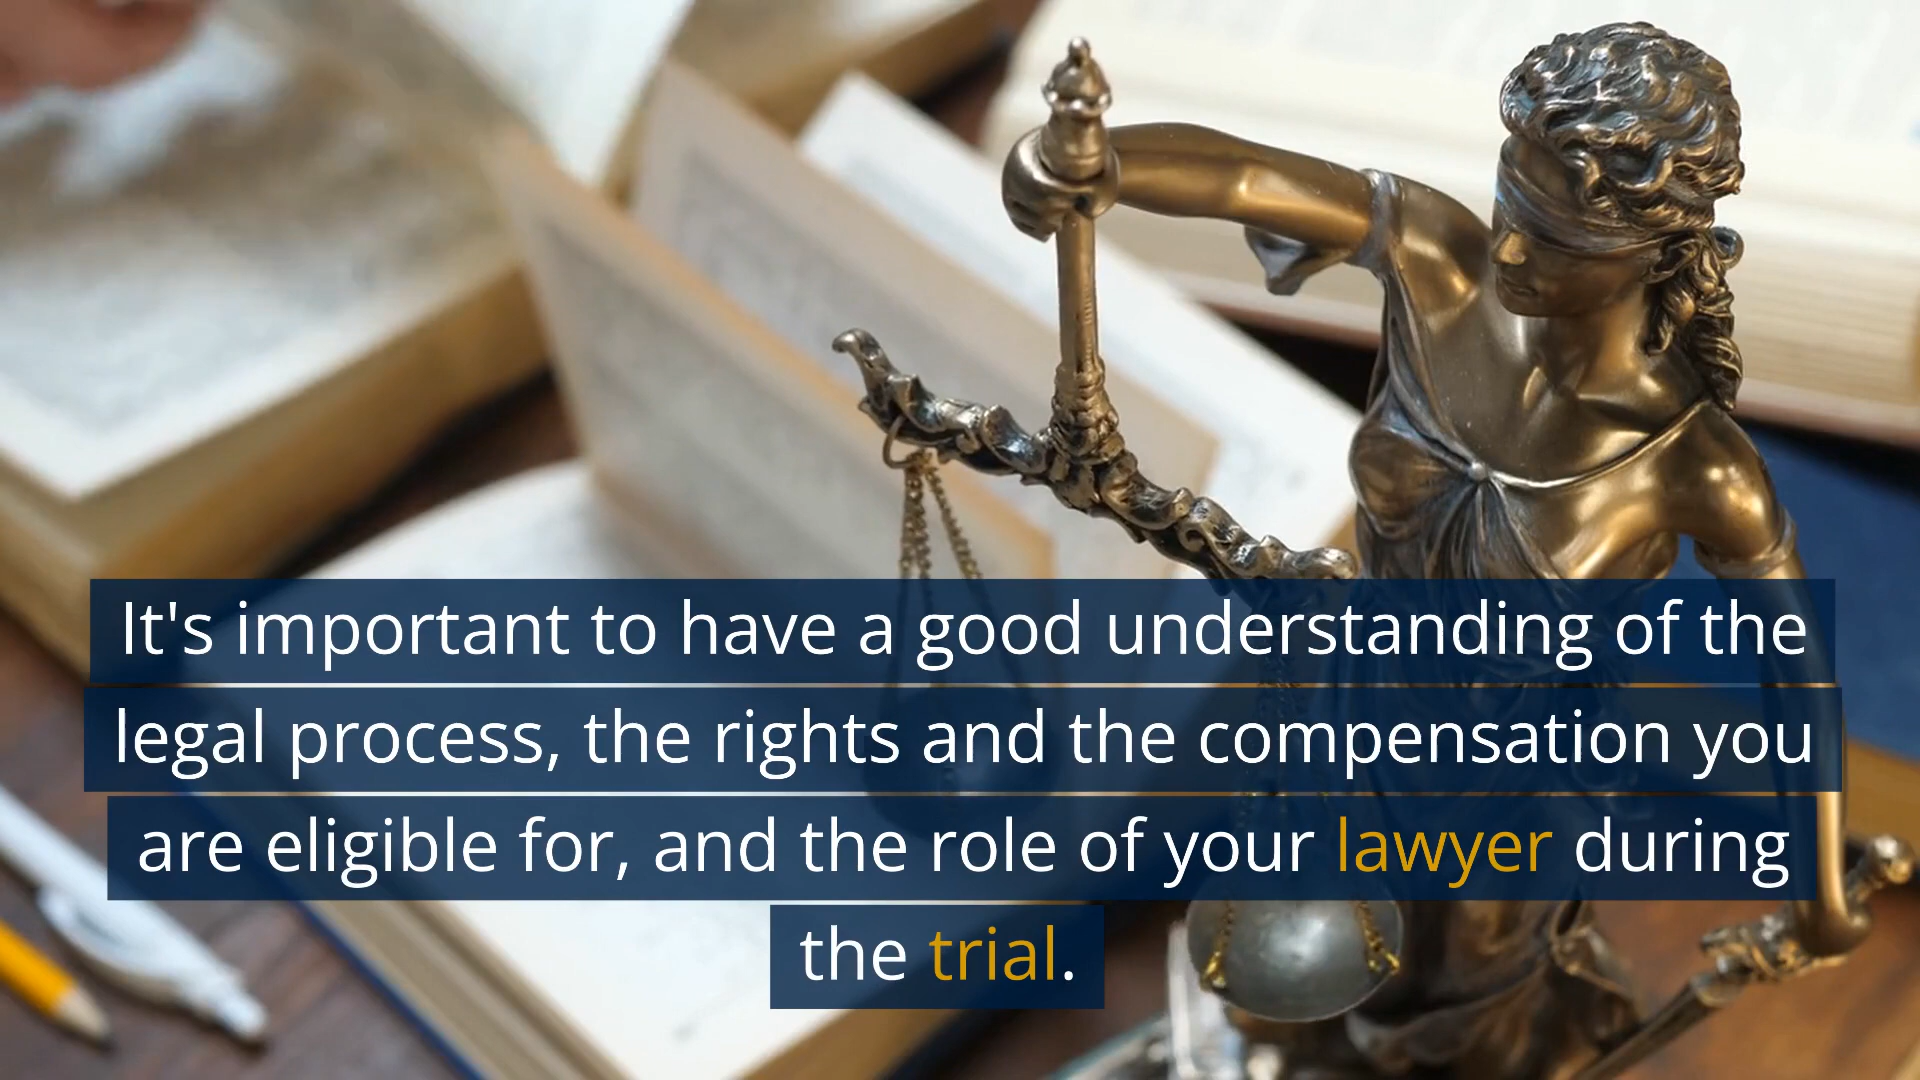 It's important to have a good understanding of the
legal process, the rights and the compensation you
are eligible for, and the role of your lawyer during
the trial.